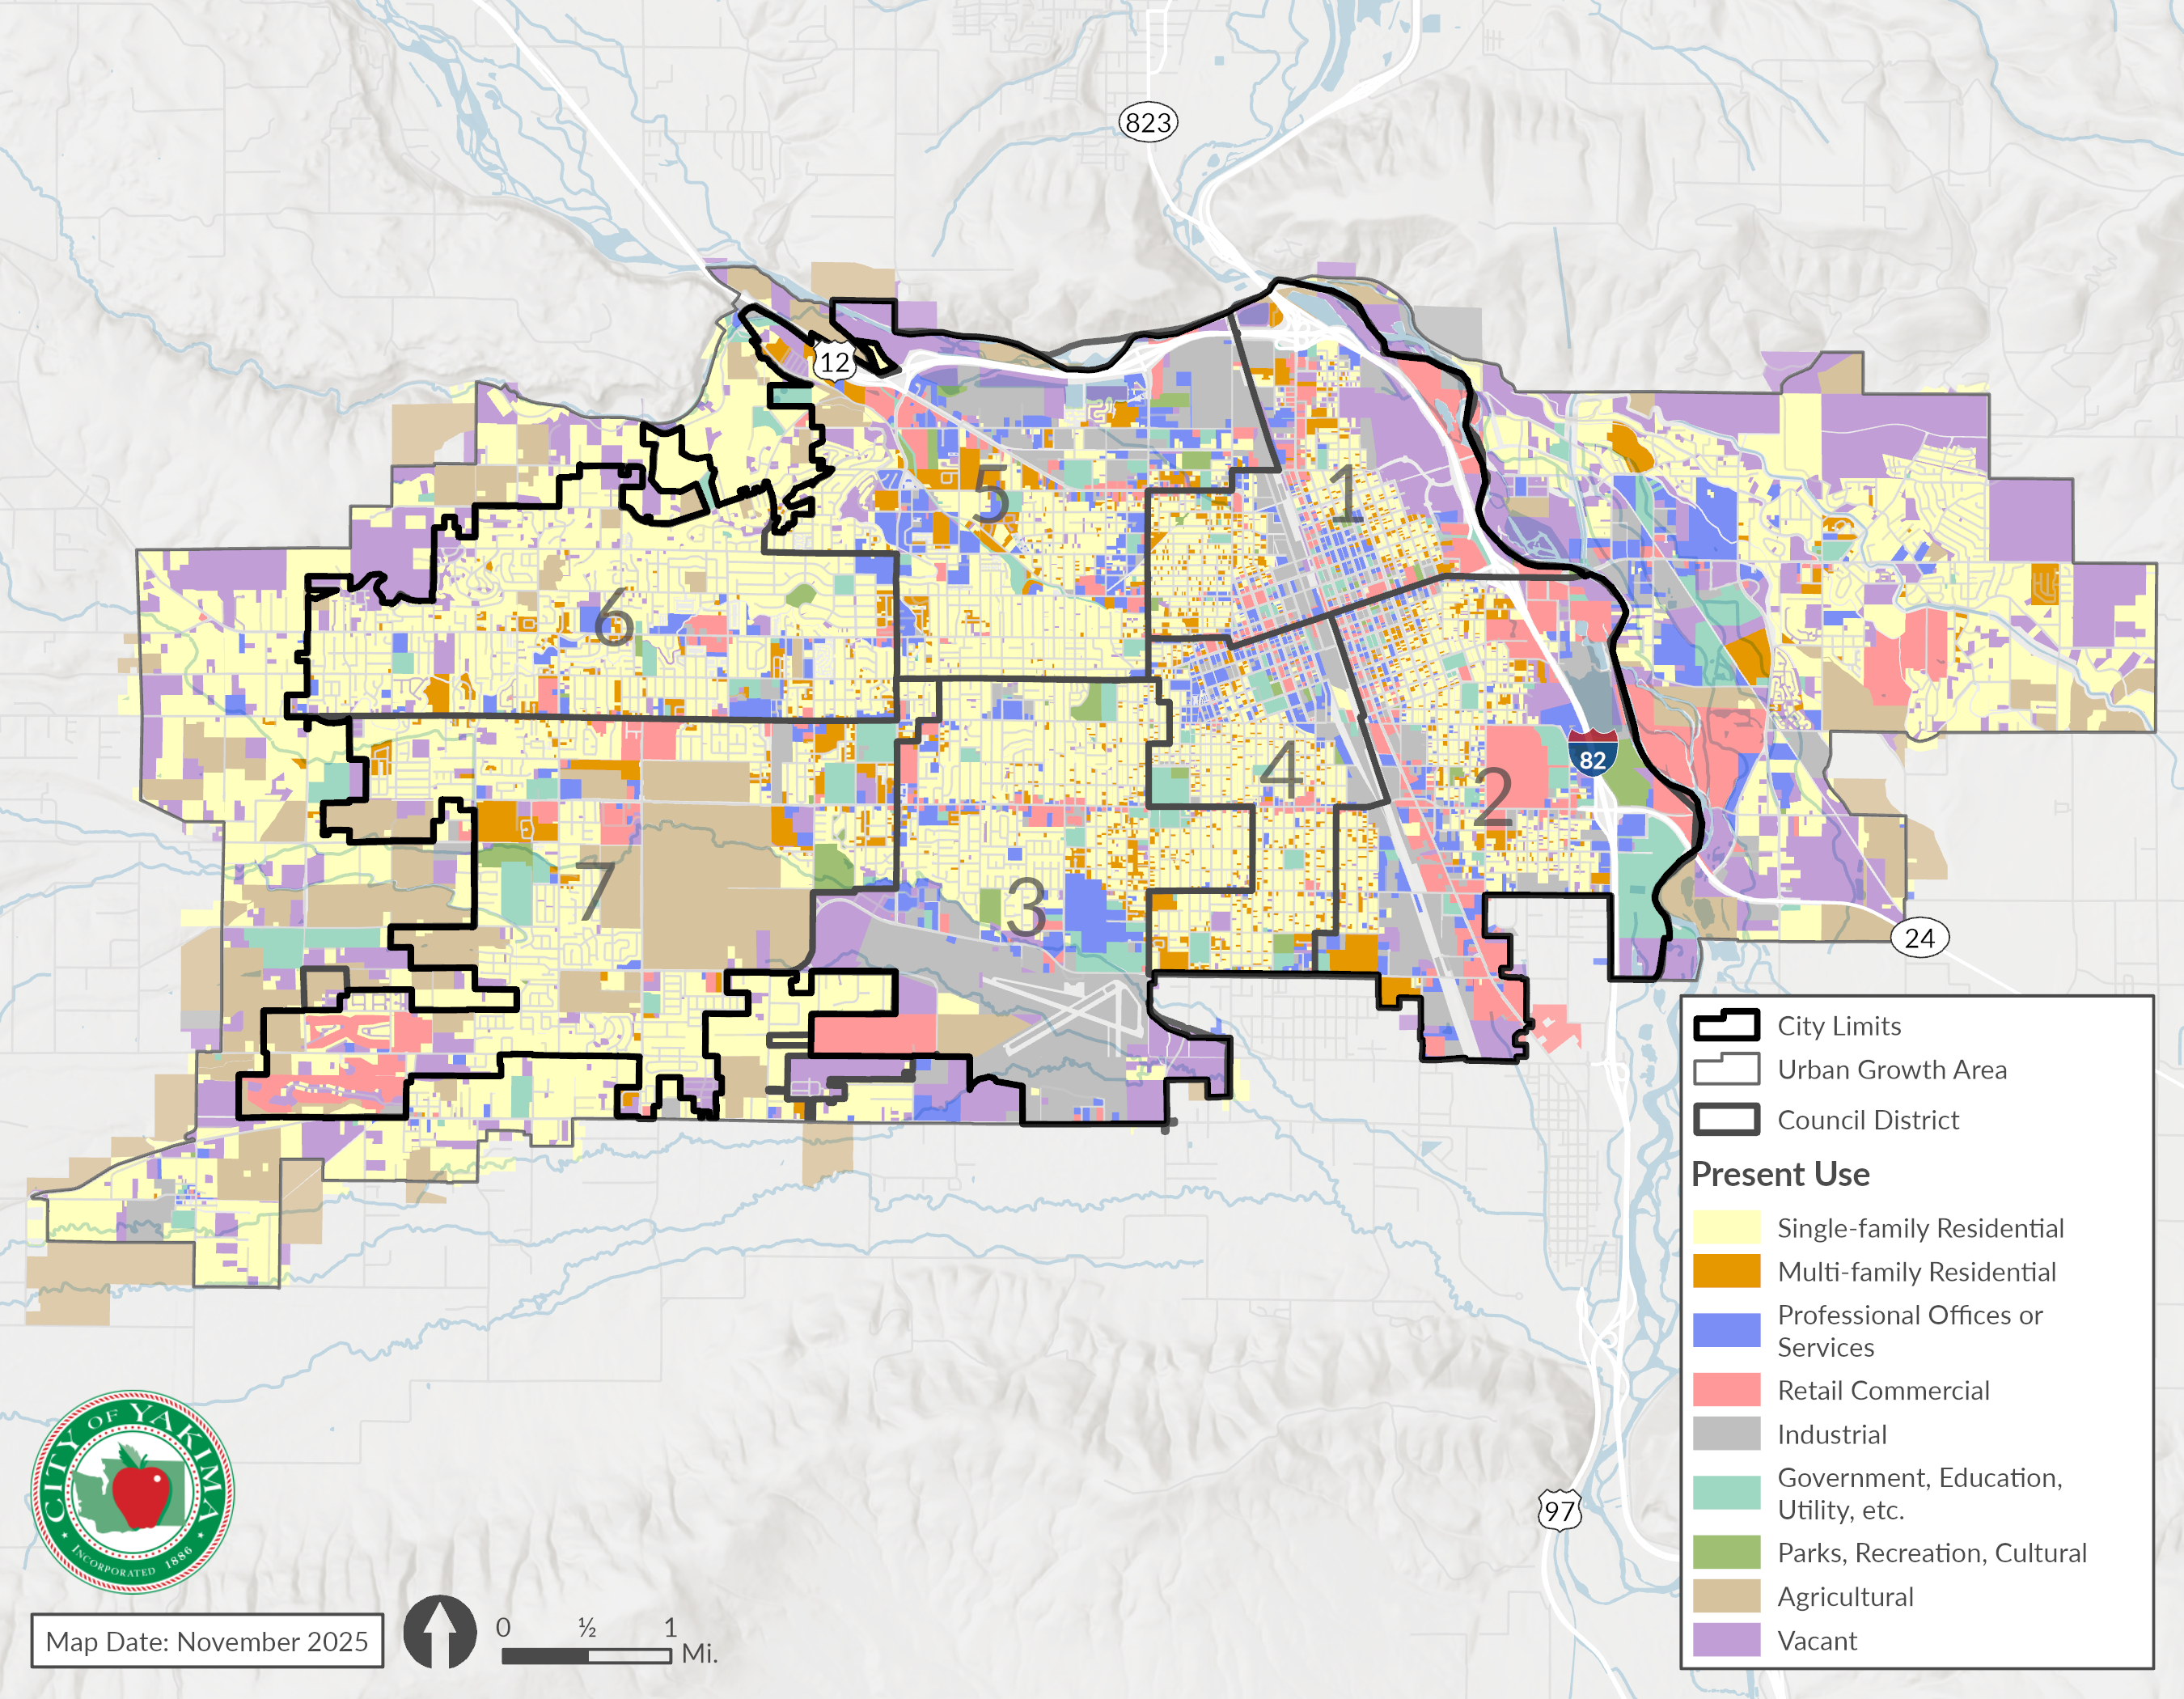 823
12
5
1
6
82
4
2
7
3
24
City Limits
Urban Growth Area
Council District
Present Use
Single-family Residential
Multi-family Residential
Professional Offices or
Services
Retail Commercial
Industrial
Government, Education,
Utility, etc.
Parks, Recreation, Cultural
Agricultural
Vacant
97
CITY OF YAKIMA
INCORPORATED 1886
Map Date: November 2025
0 ½ 1
Mi.